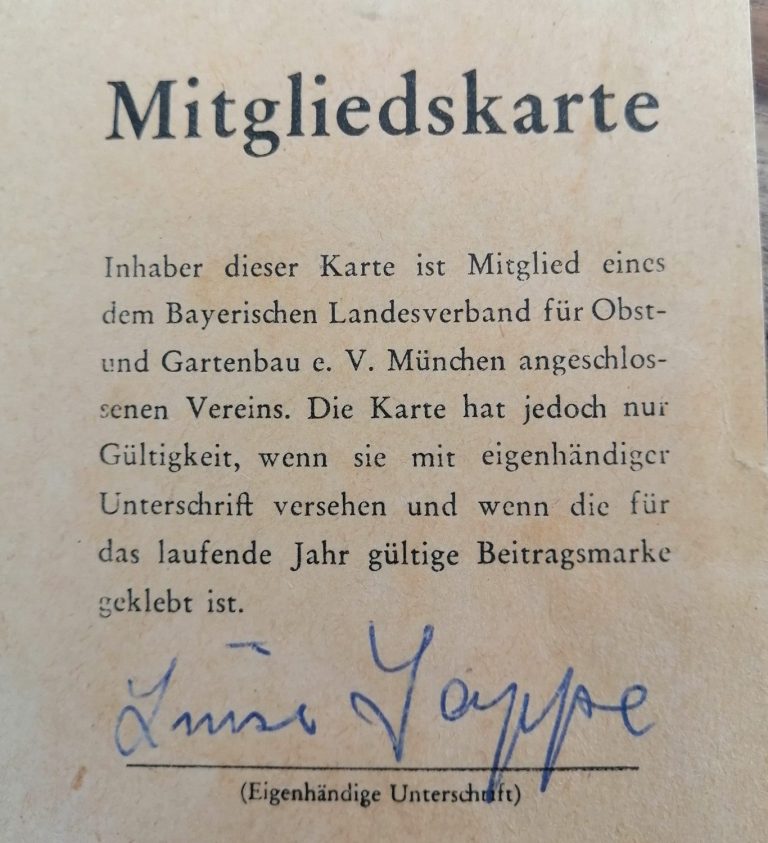 Mitgliedskarte
Inhaber dieser Karte ist Mitglied eines
dem Bayerischen Landesverband für Obst-
und Gartenbau e. V. München angeschlos-
senen Vereins. Die Karte hat jedoch nur
Gültigkeit, wenn sie mit eigenhändiger
Unterschrift versehen und wenn die für
das laufende Jahr gültige Beitragsmarke
geklebt ist.
(Eigenhändige Unterschrift)